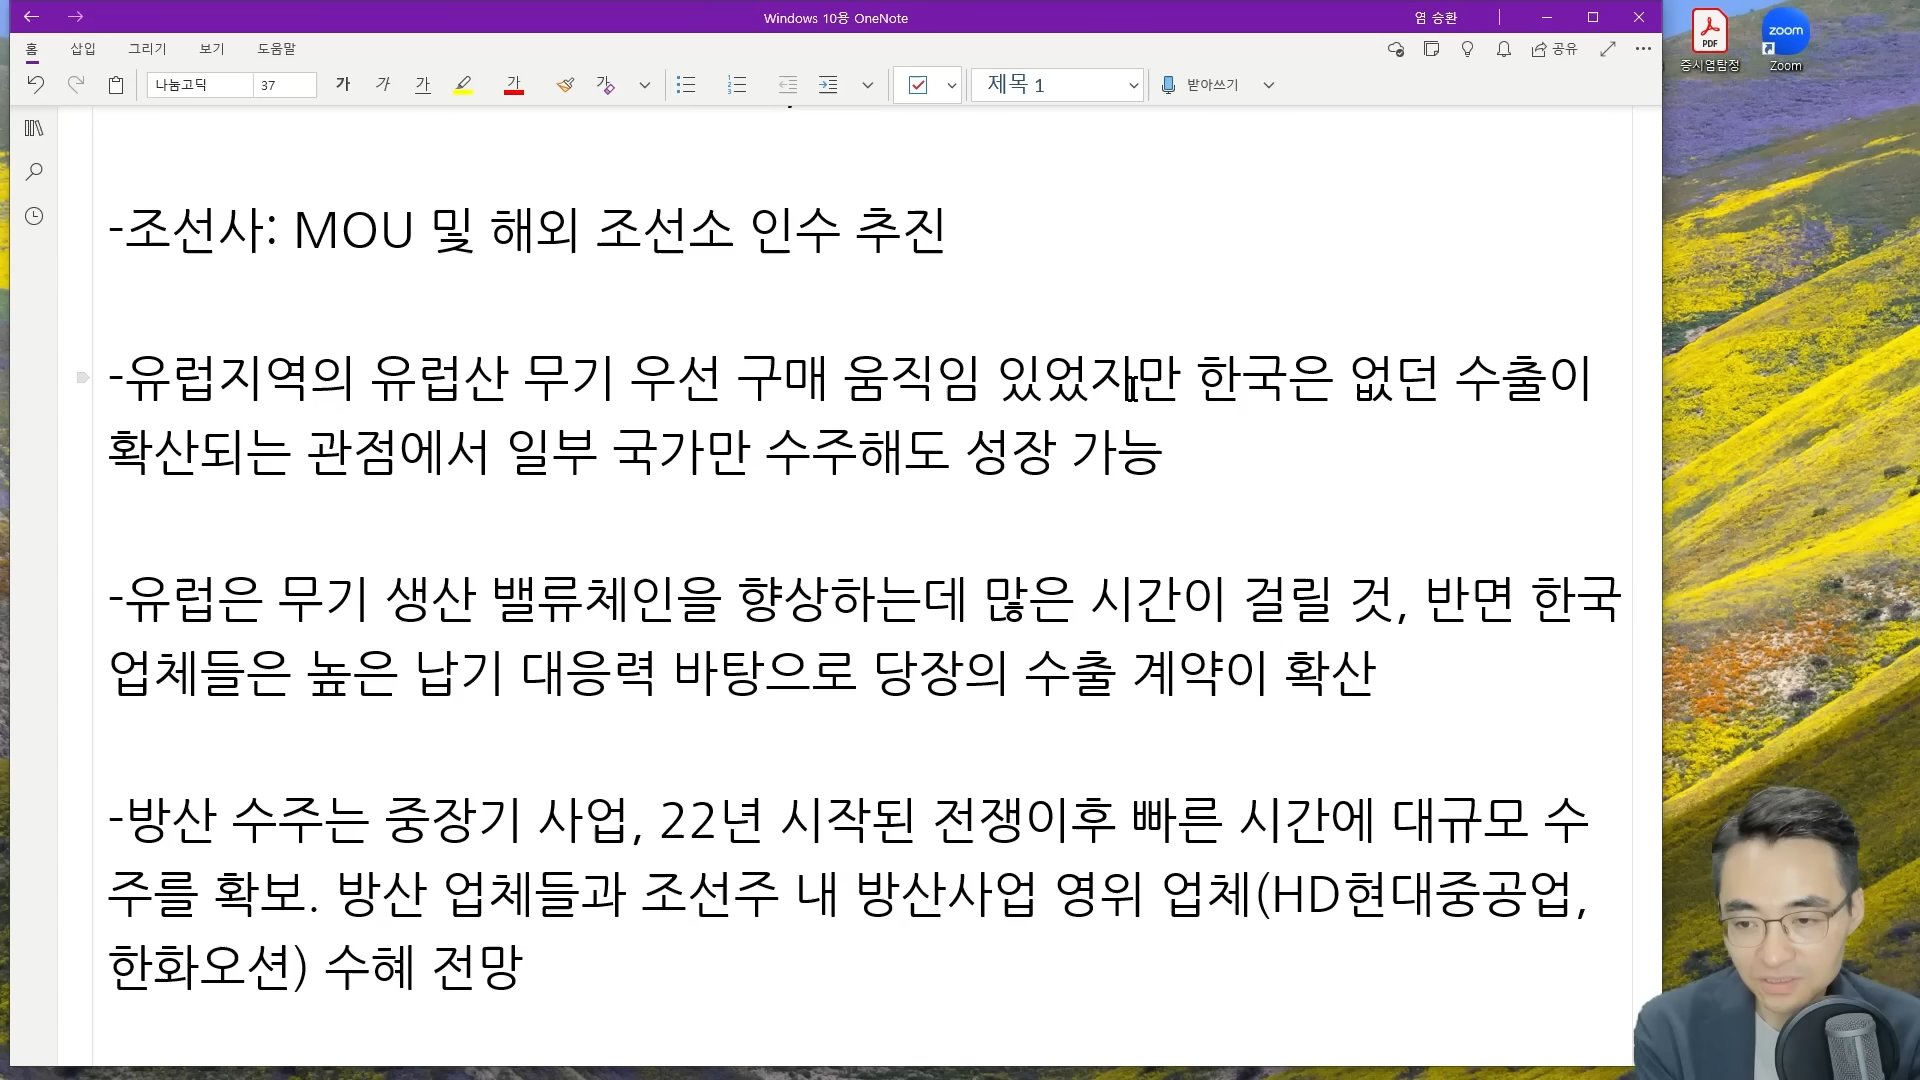 Windows 10용 OneNote
염 승환
홈 삽입 그리기 보기 도움말
공유
나눔고딕 37 가 가 가 가 가 제목 1 받아쓰기
-조선사: MOU 및 해외 조선소 인수 추진
-유럽지역의 유럽산 무기 우선 구매 움직임 있었지만 한국은 없던 수출이
확산되는 관점에서 일부 국가만 수주해도 성장 가능
-유럽은 무기 생산 밸류체인을 향상하는데 많은 시간이 걸릴 것, 반면 한국
업체들은 높은 납기 대응력 바탕으로 당장의 수출 계약이 확산
-방산 수주는 중장기 사업, 22년 시작된 전쟁이후 빠른 시간에 대규모 수
주를 확보. 방산 업체들과 조선주 내 방산사업 영위 업체(HD현대중공업,
한화오션) 수혜 전망
PDF
증시염탐정
zoom
Zoom